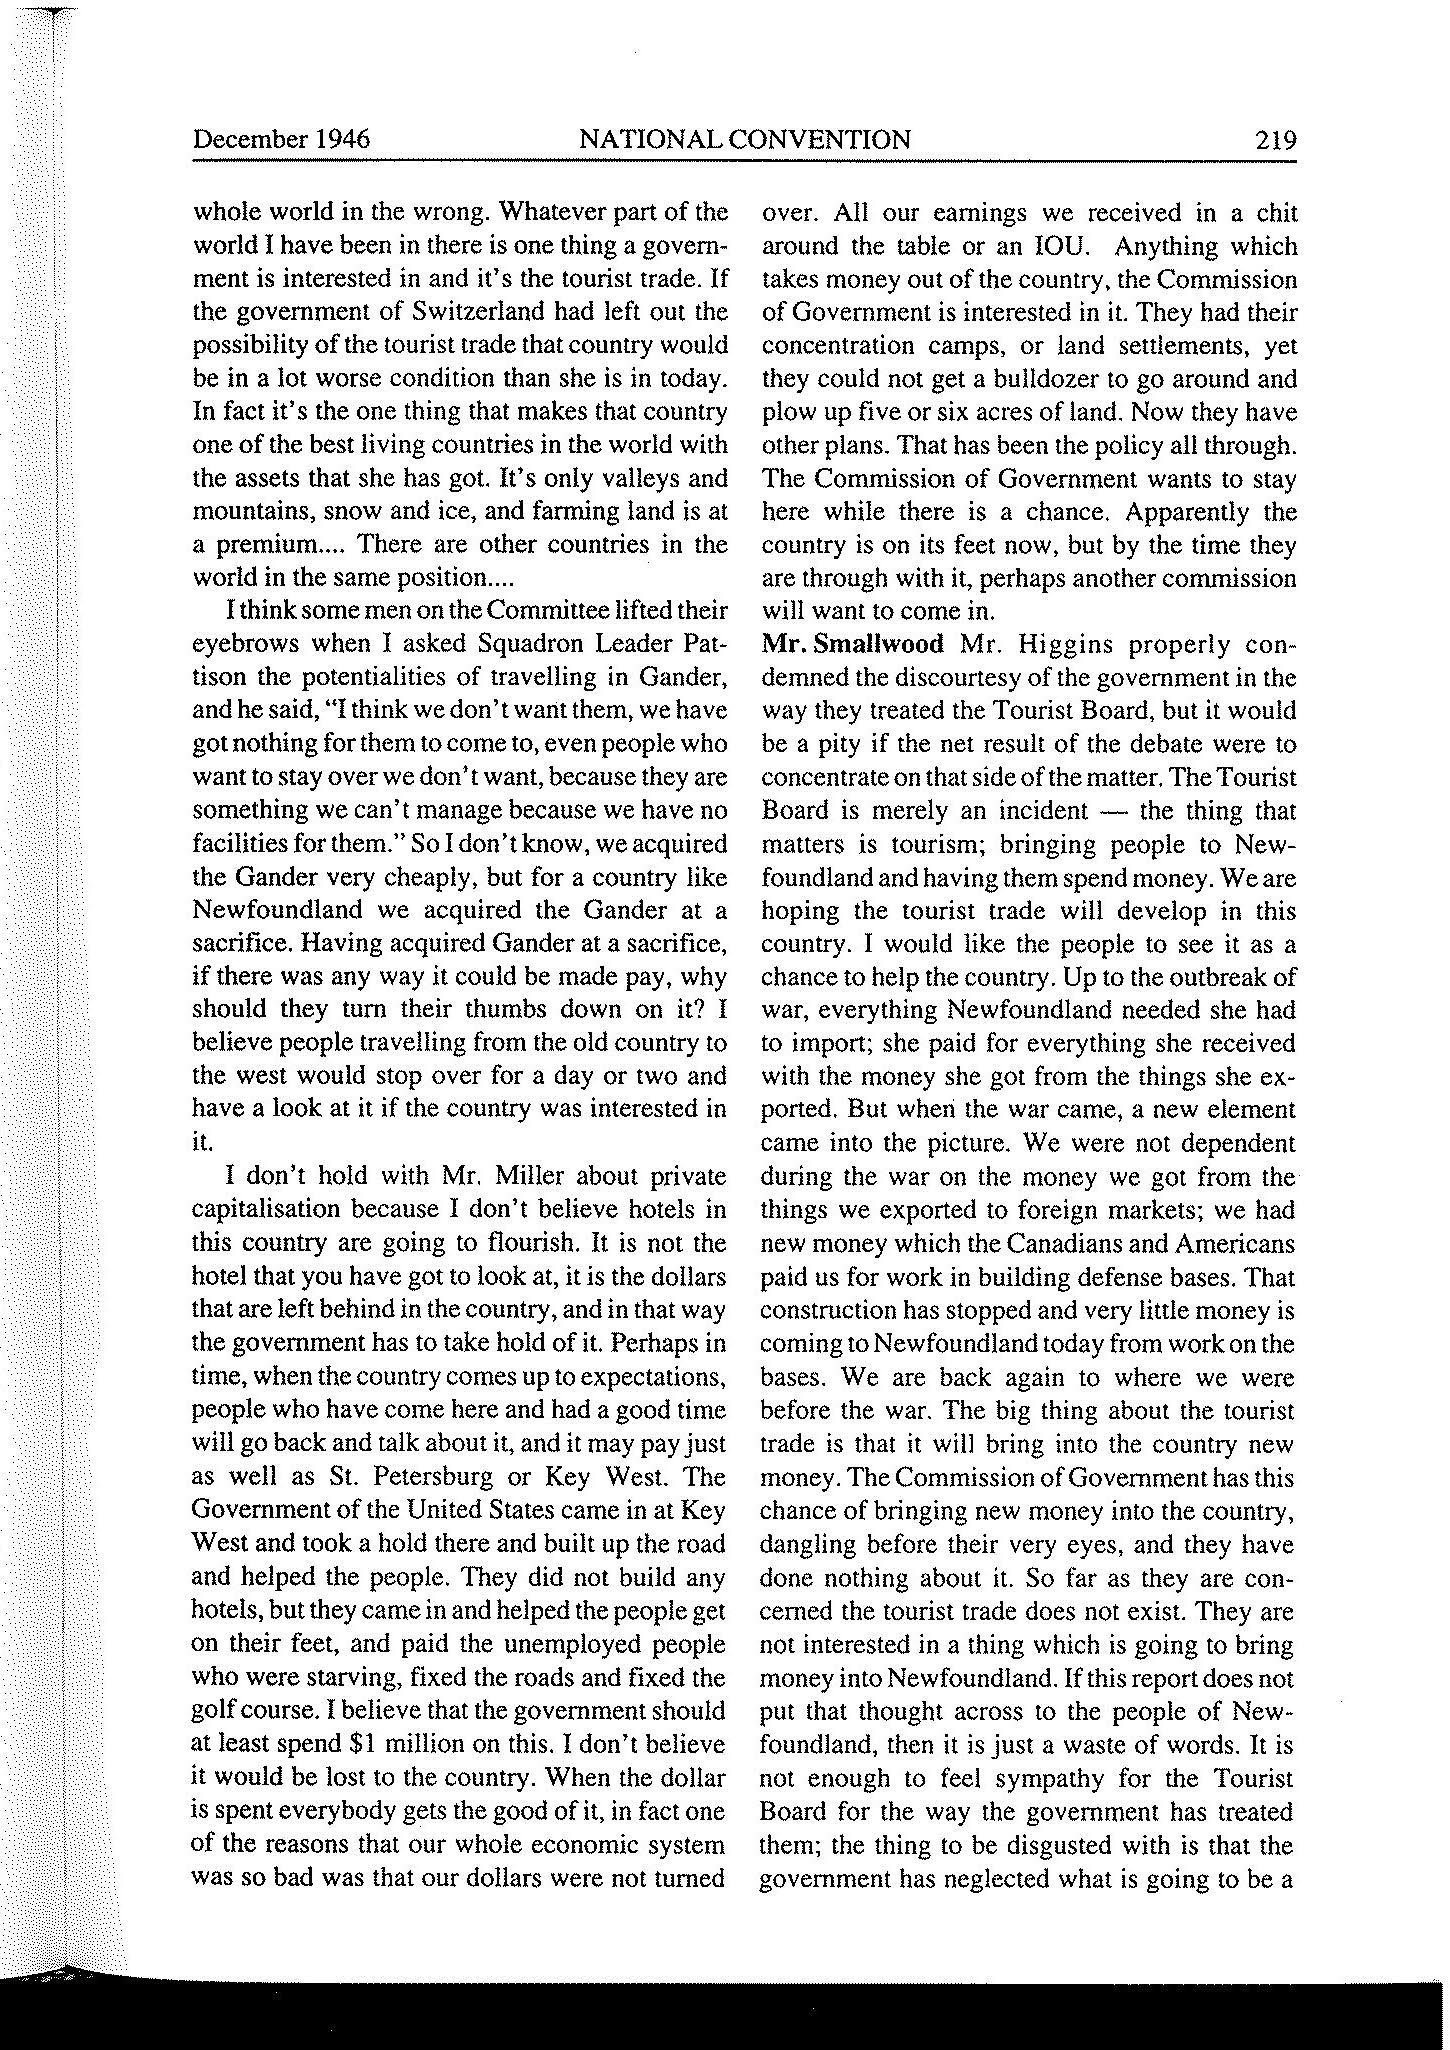 December 1946 NATIONAL CONVENTION 219
whole world in the wrong. Whatever part of the
world I have been in there is one thing a govern-
ment is interested in and it's the tourist trade. If
the government of Switzerland had left out the
possibility of the tourist trade that country would
be in a lot worse condition than she is in today.
In fact it's the one thing that makes that country
one of the best living countries in the world with
the assets that she has got. It's only valleys and
mountains, snow and ice, and farming land is at
a premium.... There are other countries in the
world in the same position....
I think some men on the Committee lifted their
eyebrows when I asked Squadron Leader Pat-
tison the potentialities of travelling in Gander,
and he said, "I think we don't want them, we have
got nothing for them to come to, even people who
want to stay over we don't want, because they are
something we can't manage because we have no
facilities for them." So I don't know, we acquired
the Gander very cheaply, but for a country like
Newfoundland we acquired the Gander at a
sacrifice. Having acquired Gander at a sacrifice,
if there was any way it could be made pay, why
should they turn their thumbs down on it? I
believe people travelling from the old country to
the west would stop over for a day or two and
have a look at it if the country was interested in
it.
I don't hold with Mr. Miller about private
capitalisation because I don't believe hotels in
this country are going to flourish. It is not the
hotel that you have got to look at, it is the dollars
that are left behind in the country, and in that way
the government has to take hold of it. Perhaps in
time, when the country comes up to expectations,
people who have come here and had a good time
will go back and talk about it, and it may pay just
as well as St. Petersburg or Key West. The
Government of the United States came in at Key
West and took a hold there and built up the road
and helped the people. They did not build any
hotels, but they came in and helped the people get
on their feet, and paid the unemployed people
who were starving, fixed the roads and fixed the
golf course. I believe that the government should
at least spend $1 million on this. I don't believe
it would be lost to the country. When the dollar
is spent everybody gets the good of it, in fact one
of the reasons that our whole economic system
was so bad was that our dollars were not turned
over. All our earnings we received in a chit
around the table or an IOU. Anything which
takes money out of the country, the Commission
of Government is interested in it. They had their
concentration camps, or land settlements, yet
they could not get a bulldozer to go around and
plow up five or six acres of land. Now they have
other plans. That has been the policy all through.
The Commission of Government wants to stay
here while there is a chance. Apparently the
country is on its feet now, but by the time they
are through with it, perhaps another commission
will want to come in.
Mr. Smallwood Mr. Higgins properly con-
demned the discourtesy of the government in the
way they treated the Tourist Board, but it would
be a pity if the net result of the debate were to
concentrate on that side of the matter. The Tourist
Board is merely an incident — the thing that
matters is tourism; bringing people to New-
foundland and having them spend money. We are
hoping the tourist trade will develop in this
country. I would like the people to see it as a
chance to help the country. Up to the outbreak of
war, everything Newfoundland needed she had
to import; she paid for everything she received
with the money she got from the things she ex-
ported. But when the war came, a new element
came into the picture. We were not dependent
during the war on the money we got from the
things we exported to foreign markets; we had
new money which the Canadians and Americans
paid us for work in building defense bases. That
construction has stopped and very little money is
coming to Newfoundland today from work on the
bases. We are back again to where we were
before the war. The big thing about the tourist
trade is that it will bring into the country new
money. The Commission of Government has this
chance of bringing new money into the country,
dangling before their very eyes, and they have
done nothing about it. So far as they are con-
cerned the tourist trade does not exist. They are
not interested in a thing which is going to bring
money into Newfoundland. If this report does not
put that thought across to the people of New-
foundland, then it is just a waste of words. It is
not enough to feel sympathy for the Tourist
Board for the way the government has treated
them; the thing to be disgusted with is that the
government has neglected what is going to be a